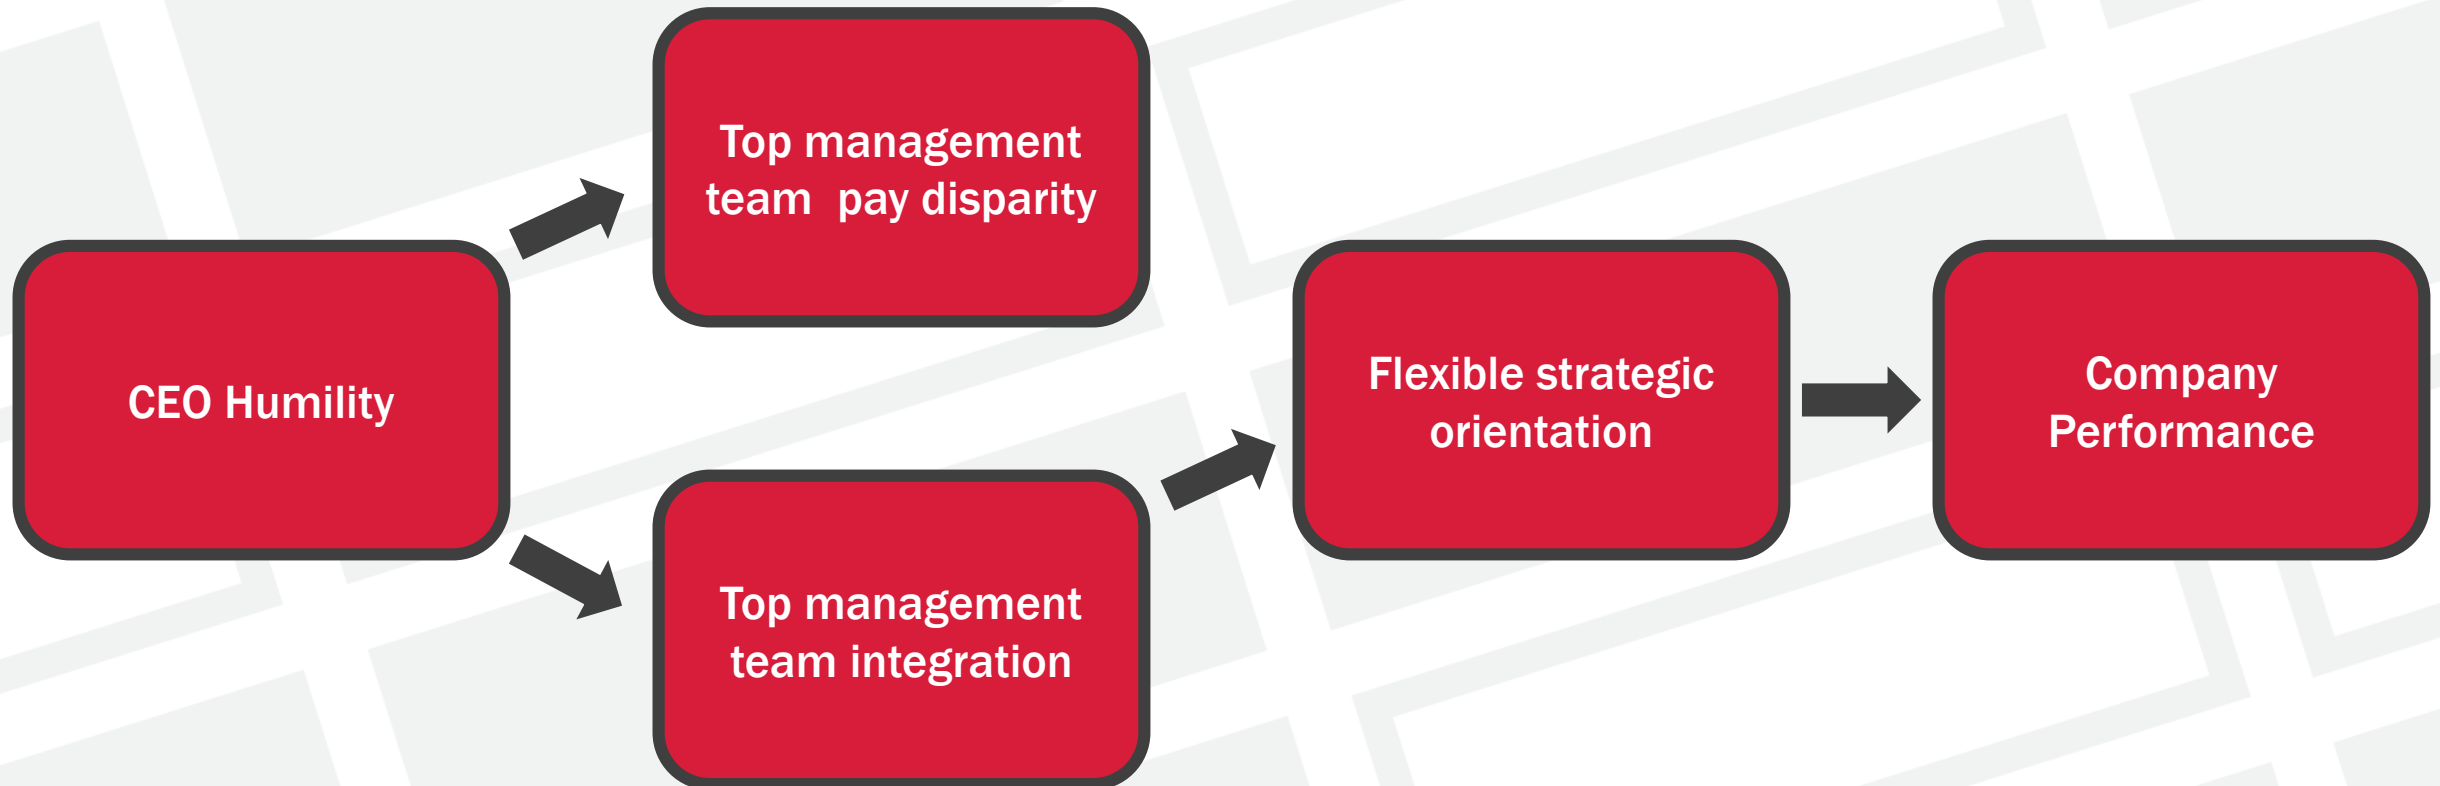 CEO Humility
Top management
team  pay disparity
Top management
team integration
Flexible strategic
orientation
Company
Performance